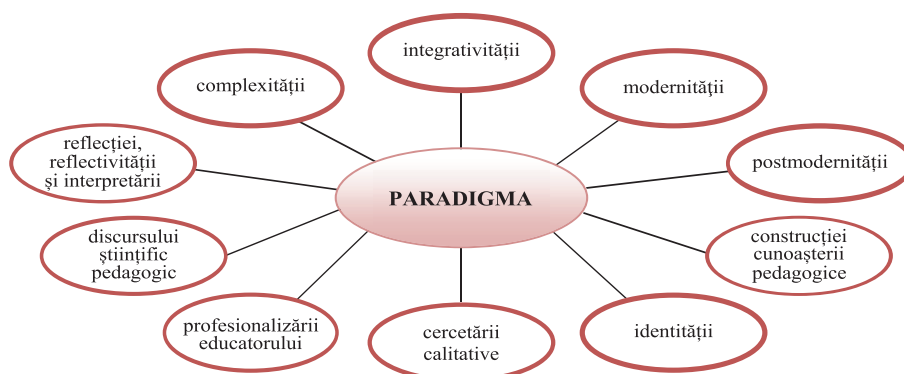 integrativității
complexității
modernităţii
reflecției,
reflectivității
și interpretării
postmodernității
PARADIGMA
discursului
științific
pedagogic
construcției
cunoașterii
pedagogice
profesionalizării
educatorului
cercetării
calitative
identității